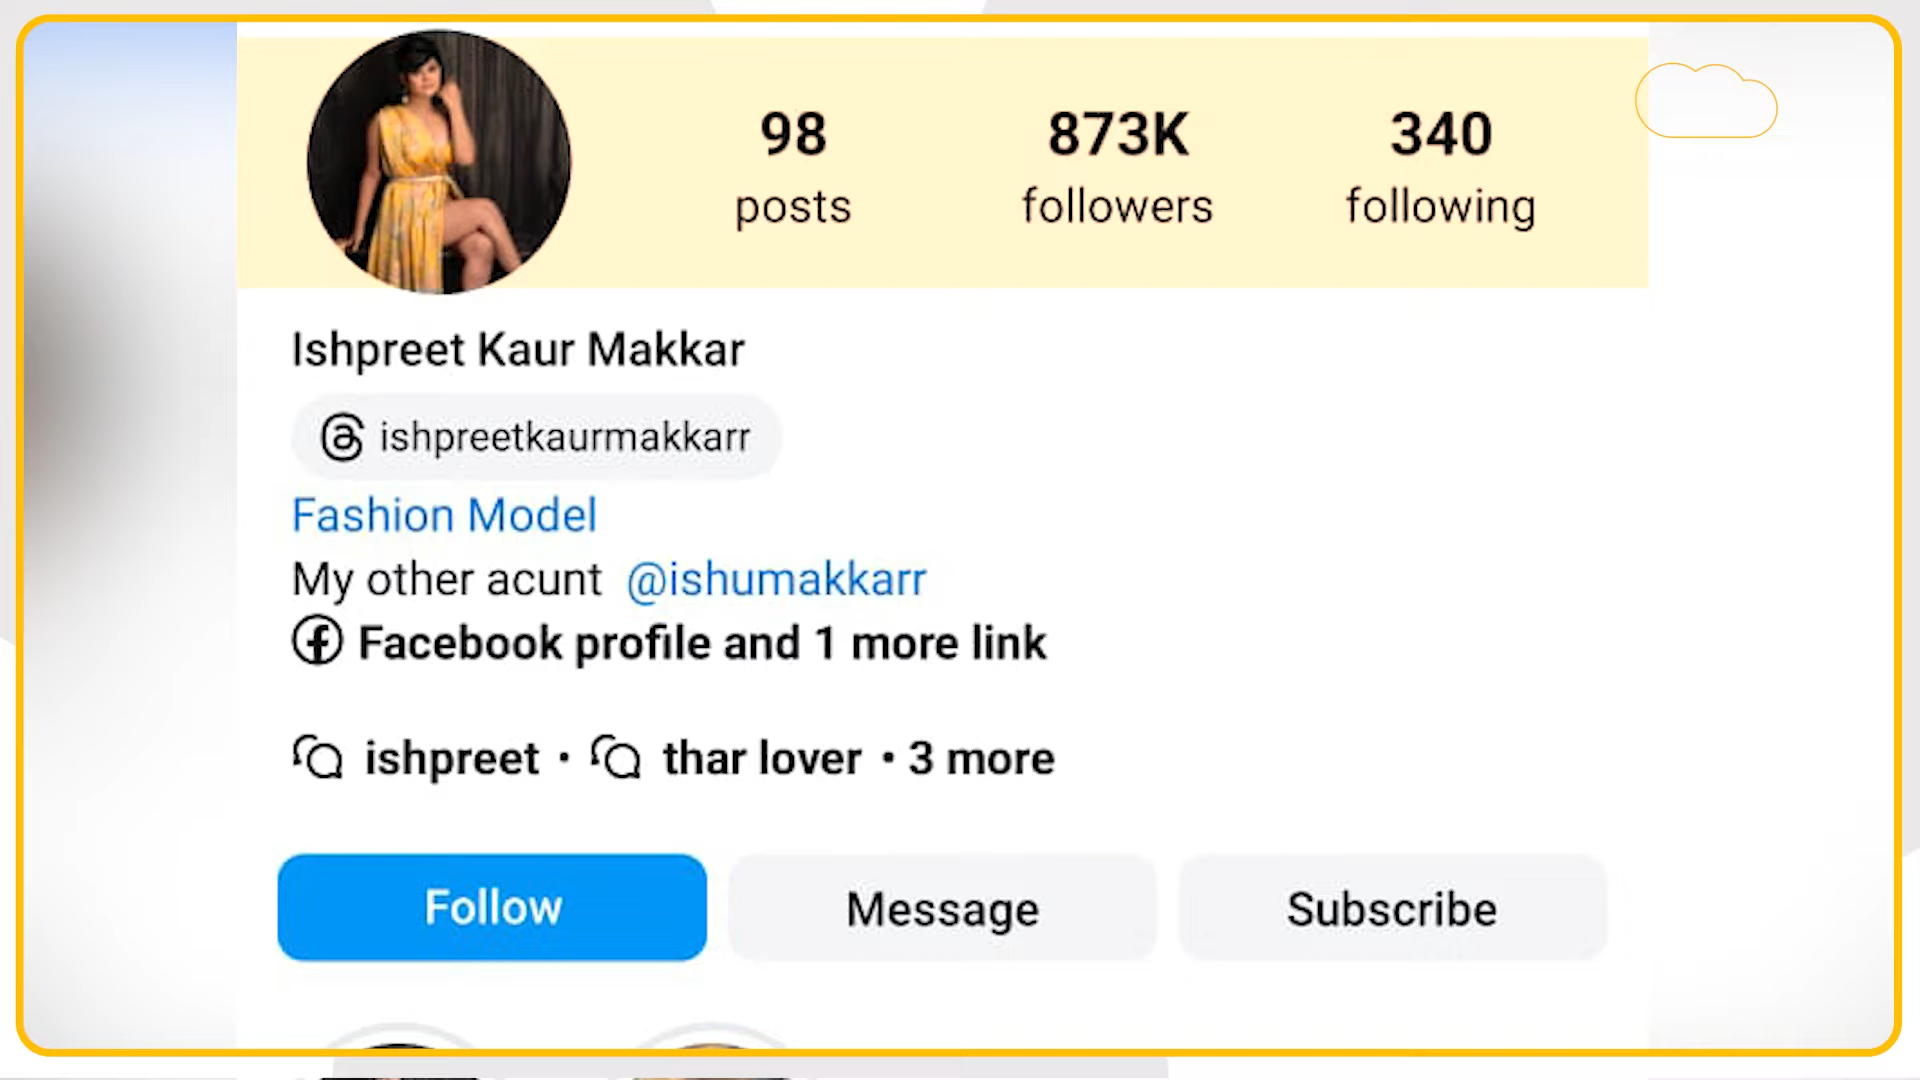 98 873K 340
posts followers following
Ishpreet Kaur Makkar
ishpreetkaurmakkarr
Fashion Model
My other acunt @ishumakkarr
Facebook profile and 1 more link
ishpreet • thar lover • 3 more
Follow Message Subscribe